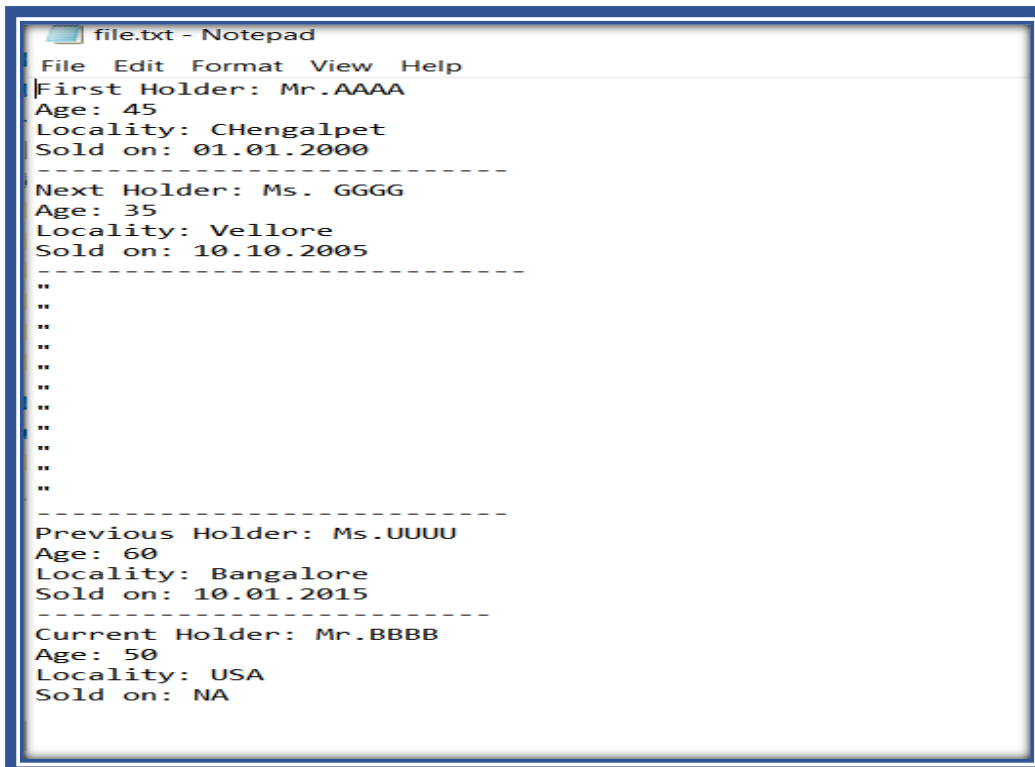 file.txt - Notepad
File Edit Format View Help
First Holder: Mr.AAAA
Age: 45
Locality: CHengalpet
Sold on: 01.01.2000
---------------------------
Next Holder: Ms. GGGG
Age: 35
Locality: Vellore
Sold on: 10.10.2005
----------------------------
"
"
"
"
"
"
"
"
"
"
"
---------------------------
Previous Holder: Ms.UUUU
Age: 60
Locality: Bangalore
Sold on: 10.01.2015
--------------------------
Current Holder: Mr.BBBB
Age: 50
Locality: USA
Sold on: NA